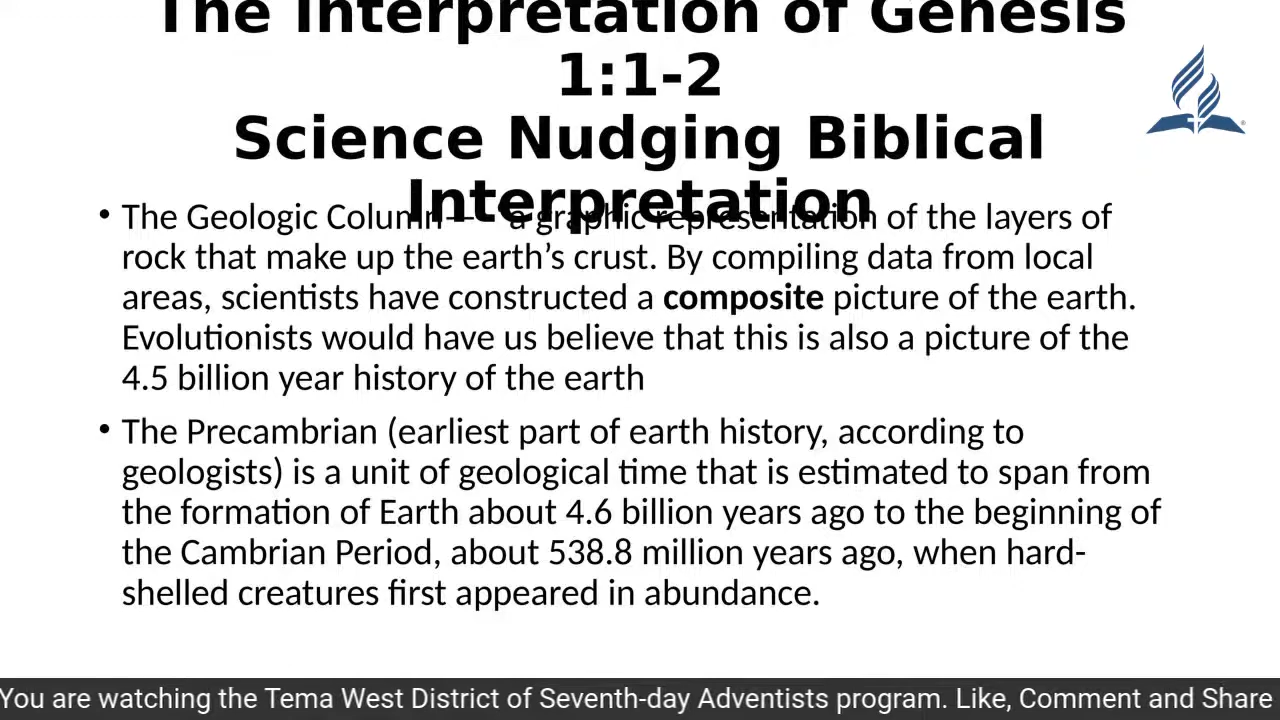 The Interpretation of Genesis
1:1-2
Science Nudging Biblical
Interpretation
• The Geologic Column— “a graphic representation of the layers of
rock that make up the earth’s crust. By compiling data from local
areas, scientists have constructed a composite picture of the earth.
Evolutionists would have us believe that this is also a picture of the
4.5 billion year history of the earth
• The Precambrian (earliest part of earth history, according to
geologists) is a unit of geological time that is estimated to span from
the formation of Earth about 4.6 billion years ago to the beginning of
the Cambrian Period, about 538.8 million years ago, when hard-
shelled creatures first appeared in abundance.
You are watching the Tema West District of Seventh-day Adventists program. Like, Comment and Share